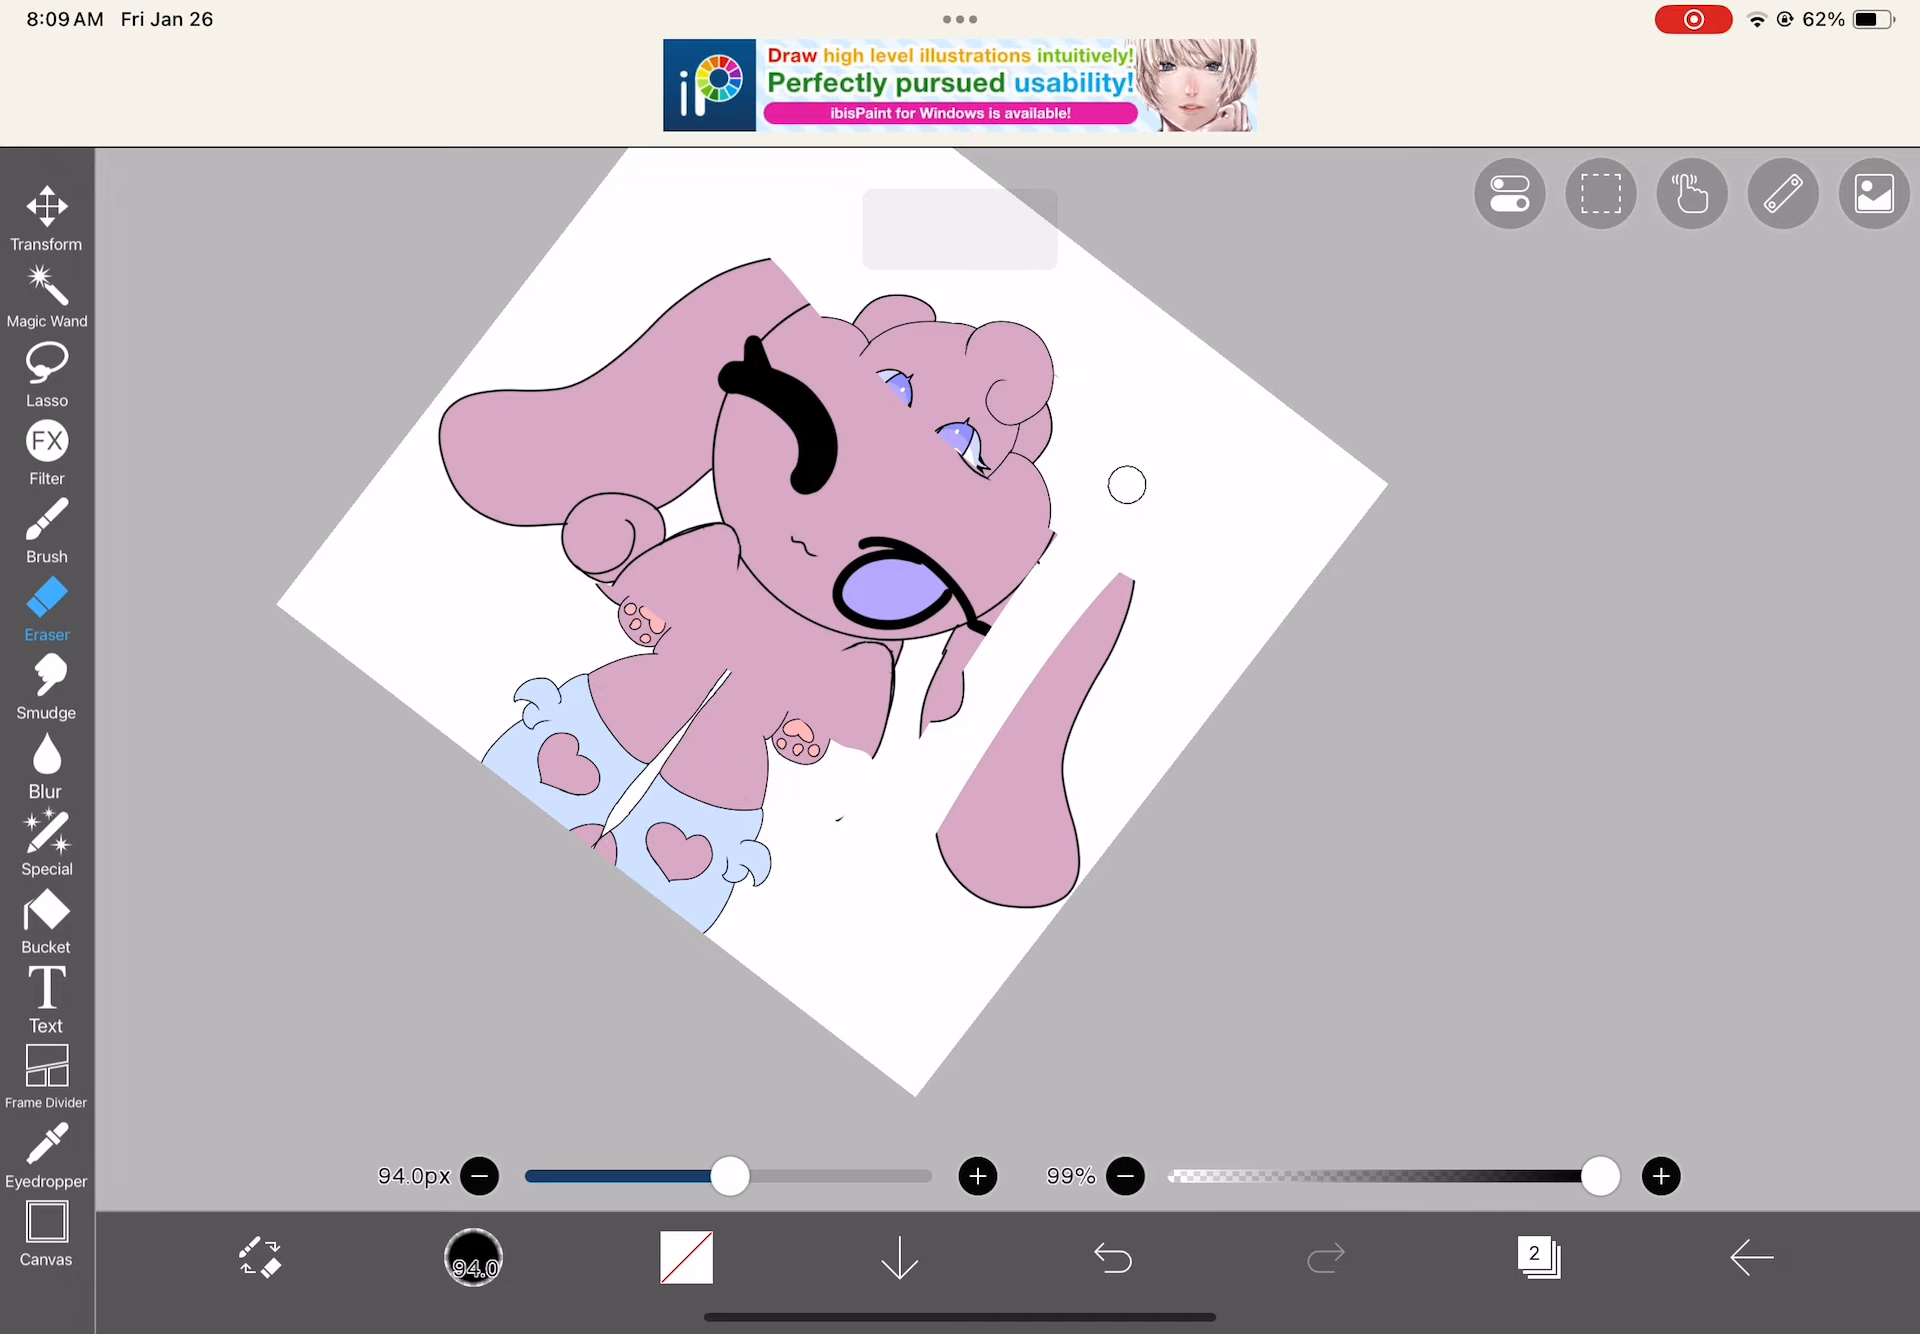 8:09 AM Fri Jan 26
62%
iP
Draw high level illustrations intuitively!
Perfectly pursued usability!
ibisPaint for Windows is available!
Transform
Magic Wand
Lasso
FX
Filter
Brush
Eraser
Smudge
Blur
Special
Bucket
T
Text
Frame Divider
Eyedropper
Canvas
94.0px
99%
94.0
2